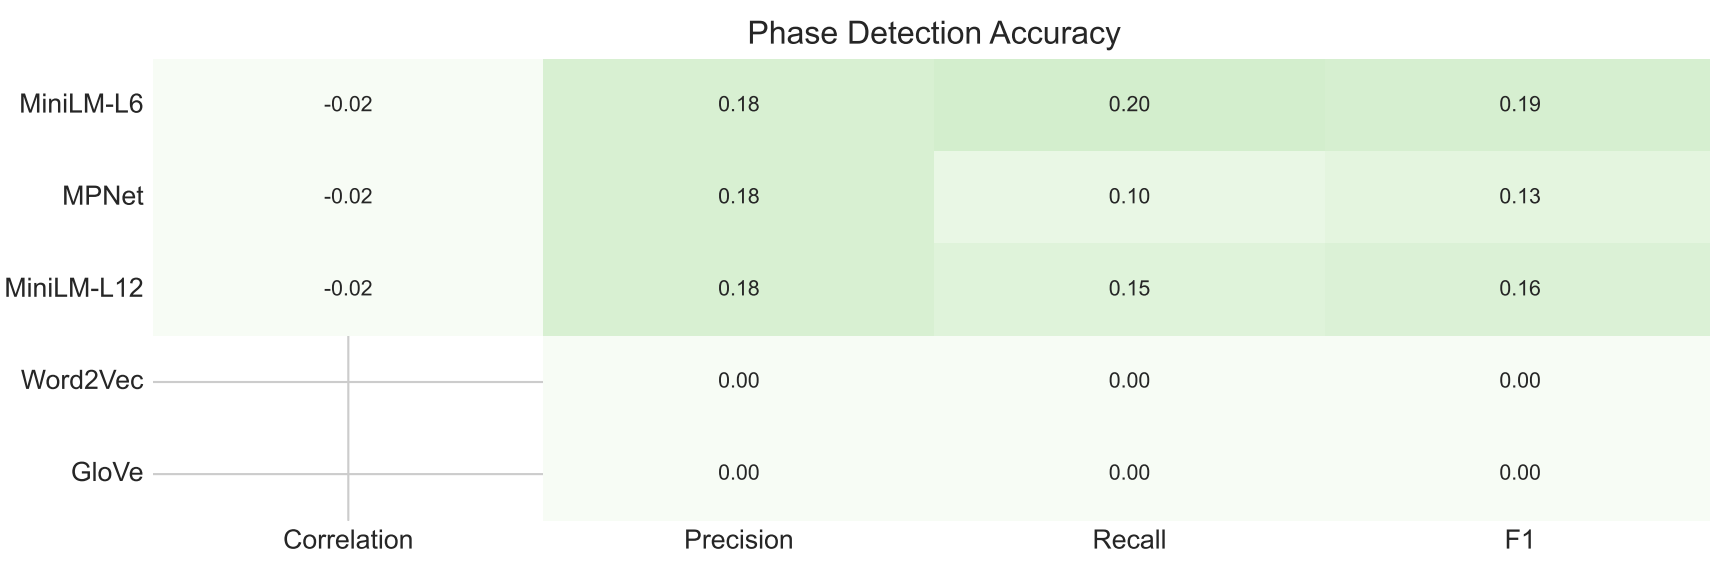 Phase Detection Accuracy
MiniLM-L6 -0.02 0.18 0.20 0.19
MPNet -0.02 0.18 0.10 0.13
MiniLM-L12 -0.02 0.18 0.15 0.16
Word2Vec 0.00 0.00 0.00
GloVe 0.00 0.00 0.00
Correlation Precision Recall F1